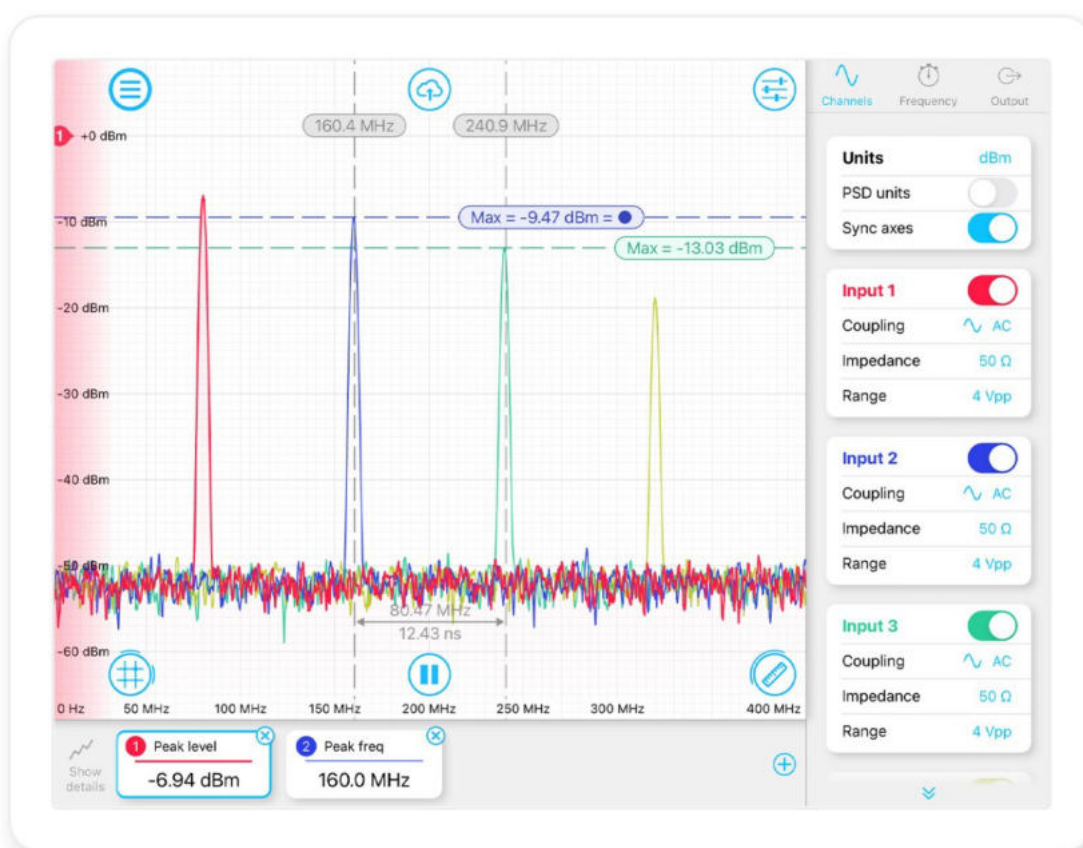 160.4 MHz
240.9 MHz
1
+0 dBm
-10 dBm
Max = -9.47 dBm =
Max = -13.03 dBm
-20 dBm
-30 dBm
-40 dBm
-50 dBm
80.47 MHz
12.43 ns
-60 dBm
0 Hz
50 MHz
100 MHz
150 MHz
200 MHz
250 MHz
300 MHz
400 MHz
Show
details
1 Peak level
-6.94 dBm
2 Peak freq
160.0 MHz
Channels
Frequency
Output
Units dBm
PSD units
Sync axes
Input 1
Coupling AC
Impedance 50 Ω
Range 4 Vpp
Input 2
Coupling AC
Impedance 50 Ω
Range 4 Vpp
Input 3
Coupling AC
Impedance 50 Ω
Range 4 Vpp